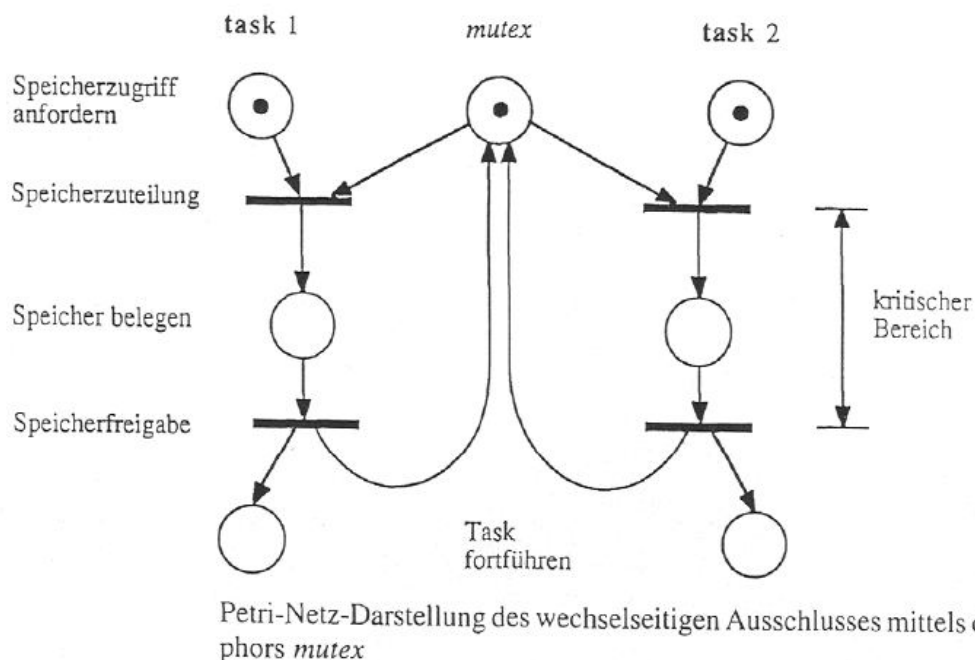 task 1 mutex task 2
Speicherzugriff
anfordern
Speicherzuteilung
Speicher belegen
kritischer
Bereich
Speicherfreigabe
Task
fortführen
Petri-Netz-Darstellung des wechselseitigen Ausschlusses mittels
phors mutex